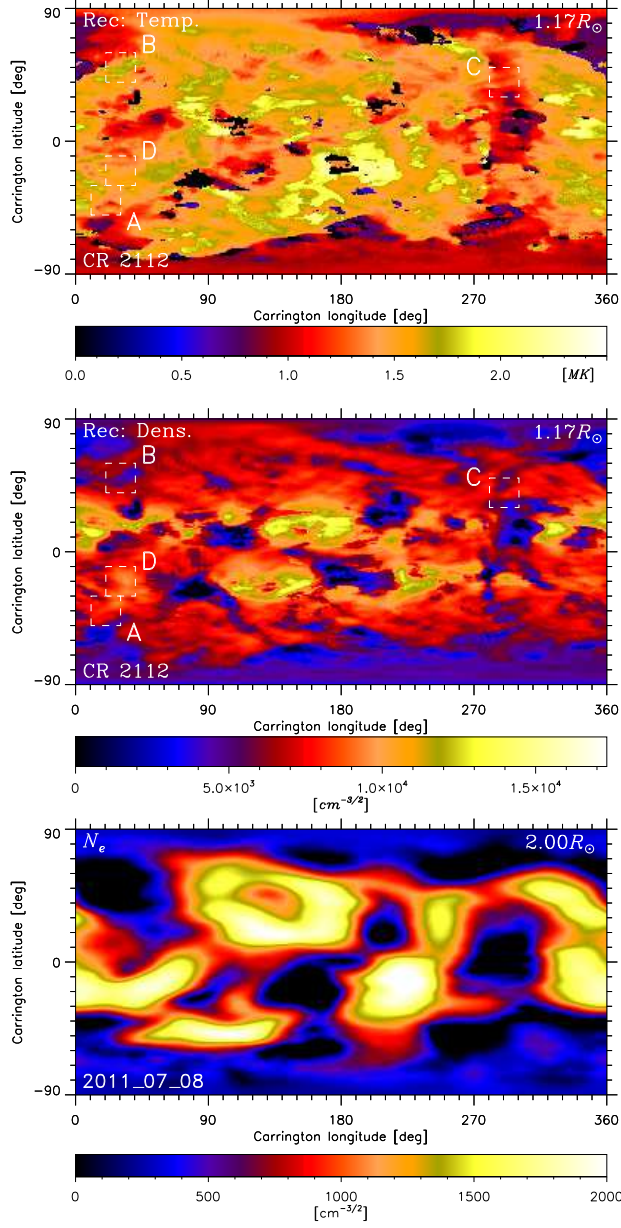 90
Rec: Temp.
1.17R☉
B
C
Carrington latitude [deg]
0
D
A
−90
CR 2112
0 90 180 270 360
Carrington longitude [deg]
0.0 0.5 1.0 1.5 2.0 [MK]
90
Rec: Dens.
1.17R☉
B
C
Carrington latitude [deg]
0
D
A
−90
CR 2112
0 90 180 270 360
Carrington longitude [deg]
0 5.0×10³ 1.0×10⁴ 1.5×10⁴
[cm⁻³/²]
90
Nₑ
2.00R☉
Carrington latitude [deg]
0
−90
2011_07_08
0 90 180 270 360
Carrington longitude [deg]
0 500 1000 1500 2000
[cm⁻³/²]